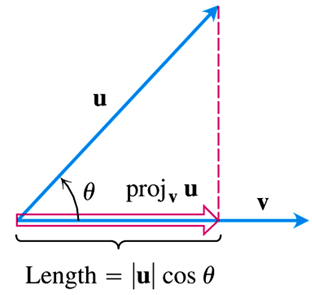 u
θ
proj_v u
v
Length = |u| cos θ